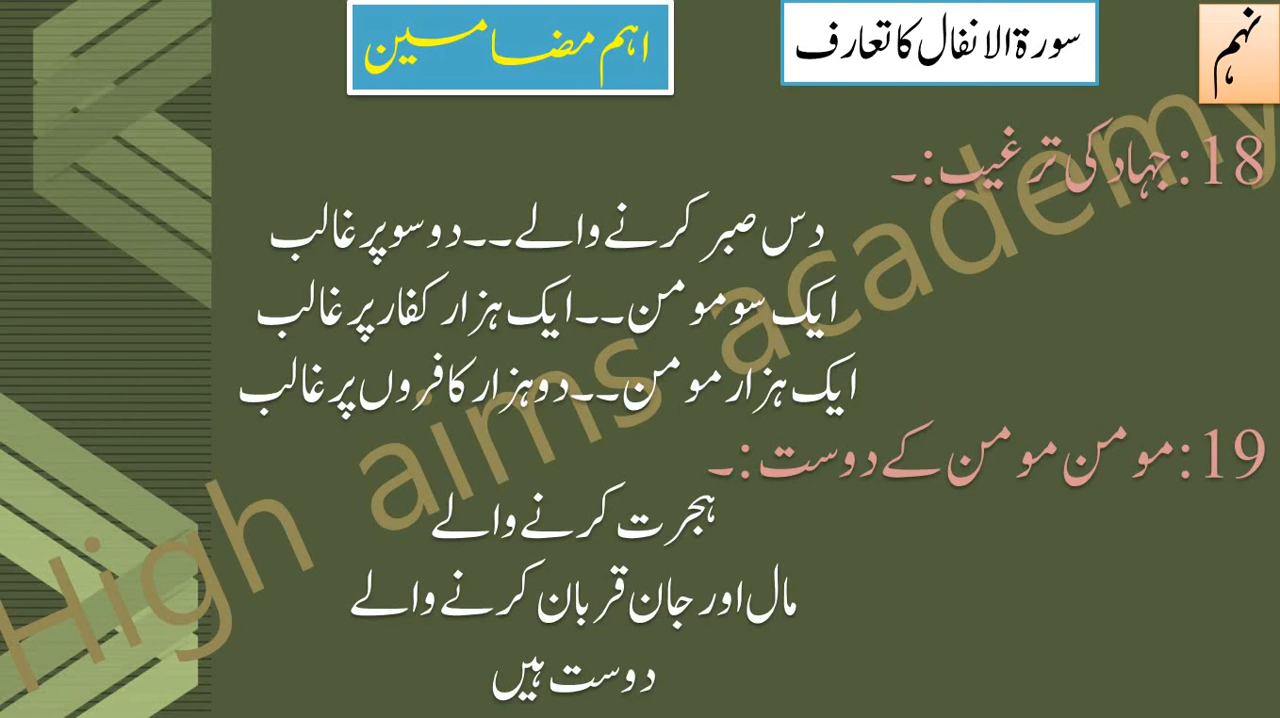 نہم
سورۃ الانفال کا تعارف
اہم مضامین
18:جہاد کی ترغیب:۔
دس صبر کرنے والے۔۔دو سو پر غالب
ایک سو مومن۔۔ایک ہزار کفار پر غالب
ایک ہزار مومن۔۔دو ہزار کافروں پر غالب
19:مومن مومن کے دوست:۔
ہجرت کرنے والے
مال اور جان قربان کرنے والے
دوست ہیں
High aims academy